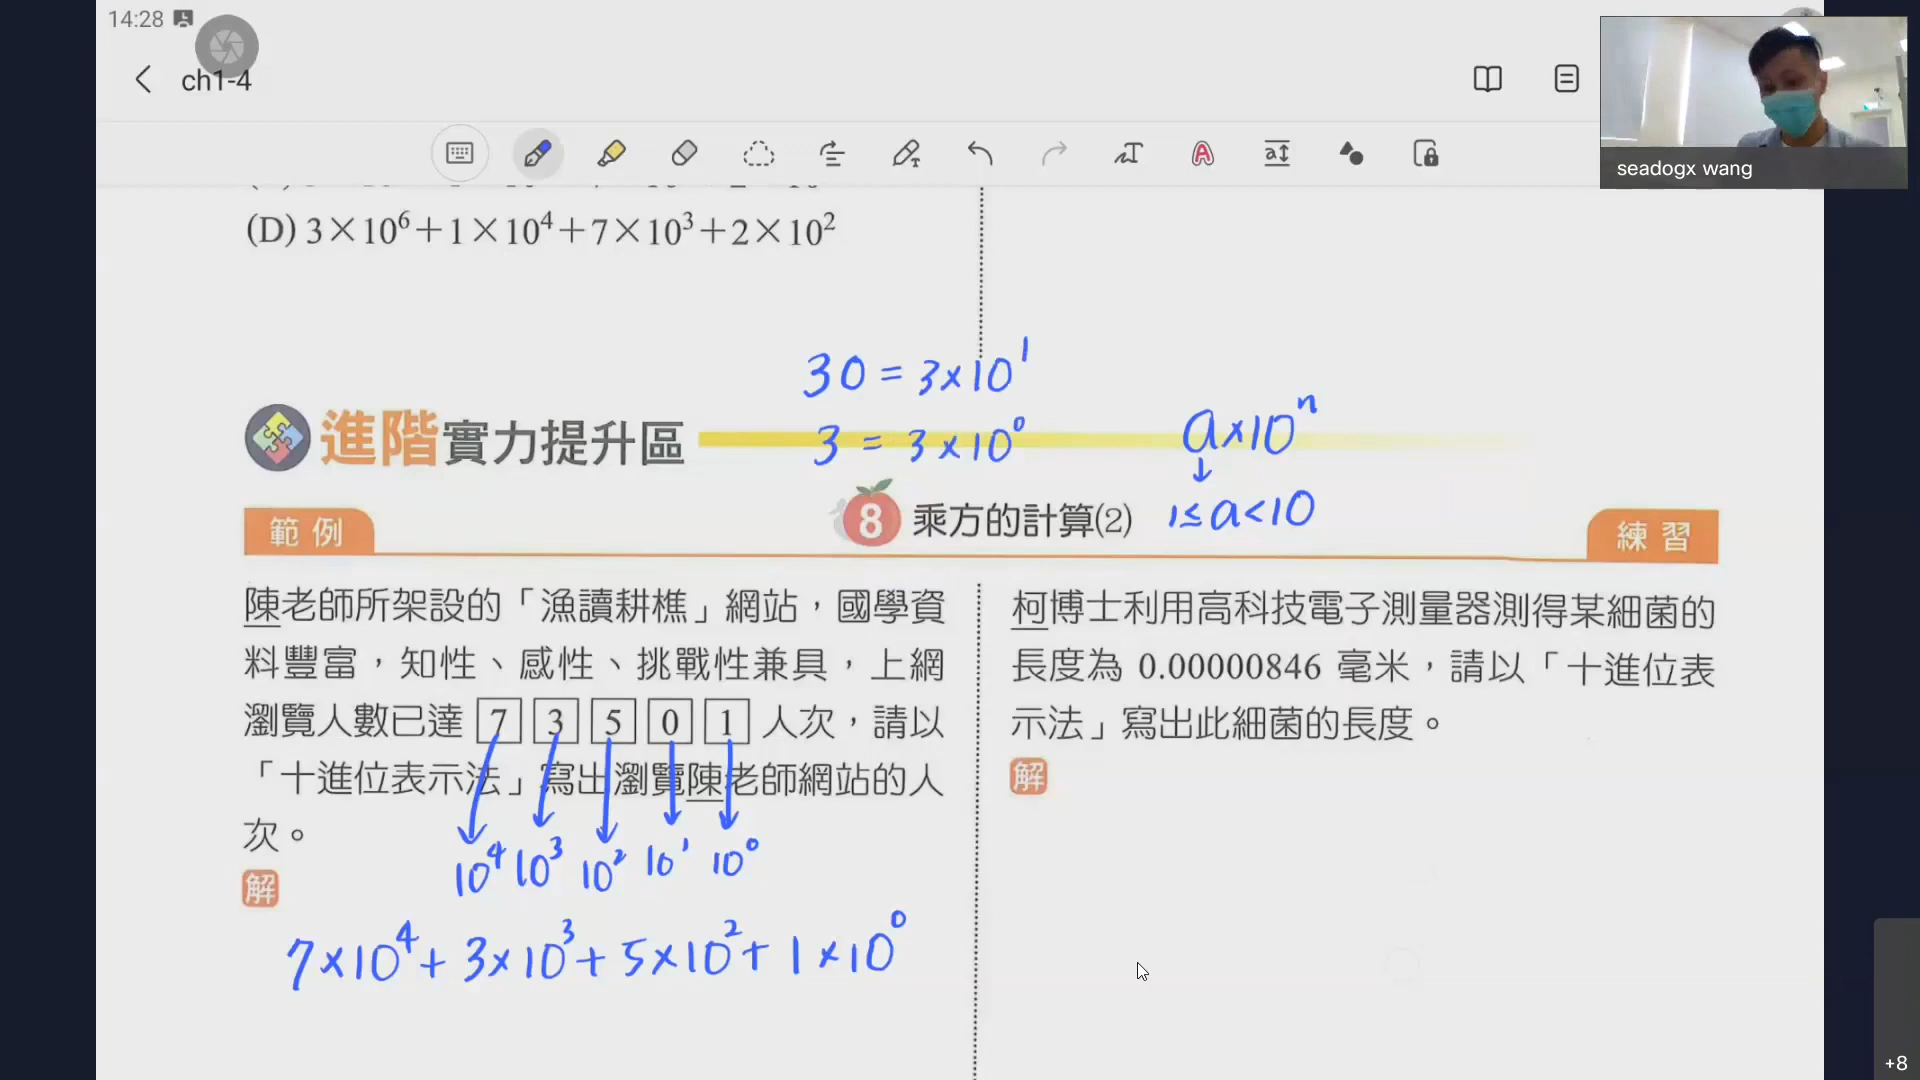 14:28
ch1-4
seadogx wang
(D) 3×10⁶+1×10⁴+7×10³+2×10²
30 = 3×10¹
3 = 3×10⁰
a×10ⁿ
↓
1≤a<10
進階實力提升區
範例
8 乘方的計算(2)
練習
陳老師所架設的「漁讀耕樵」網站，國學資
料豐富，知性、感性、挑戰性兼具，上網
瀏覽人數已達 7 3 5 0 1 人次，請以
「十進位表示法」寫出瀏覽陳老師網站的人
次。
10⁴ 10³ 10² 10¹ 10⁰
解
7×10⁴+3×10³+5×10²+1×10⁰
柯博士利用高科技電子測量器測得某細菌的
長度為 0.00000846 毫米，請以「十進位表
示法」寫出此細菌的長度。
解
+8